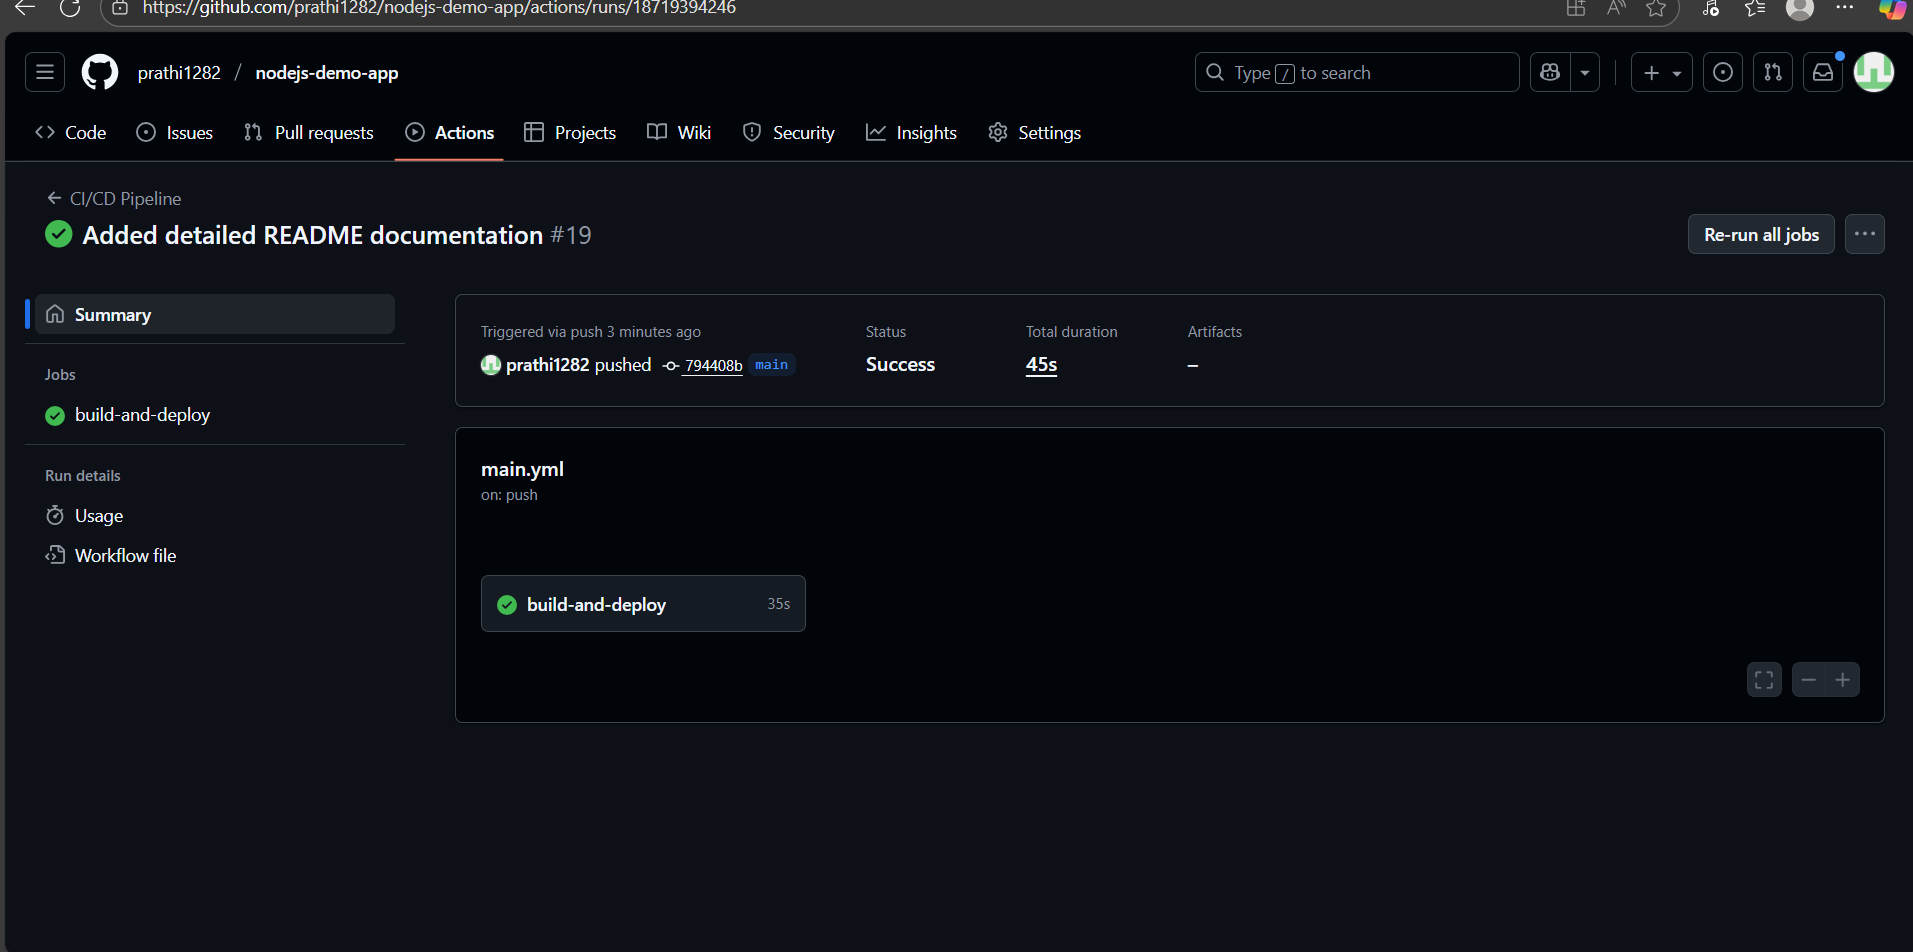 https://github.com/prathi1282/nodejs-demo-app/actions/runs/18719394246
prathi1282 / nodejs-demo-app
Type / to search
Code Issues Pull requests Actions Projects Wiki Security Insights Settings
CI/CD Pipeline
Added detailed README documentation #19
Re-run all jobs
Summary
Jobs
build-and-deploy
Run details
Usage
Workflow file
Triggered via push 3 minutes ago
prathi1282 pushed 794408b main
Status
Success
Total duration
45s
Artifacts
–
main.yml
on: push
build-and-deploy 35s